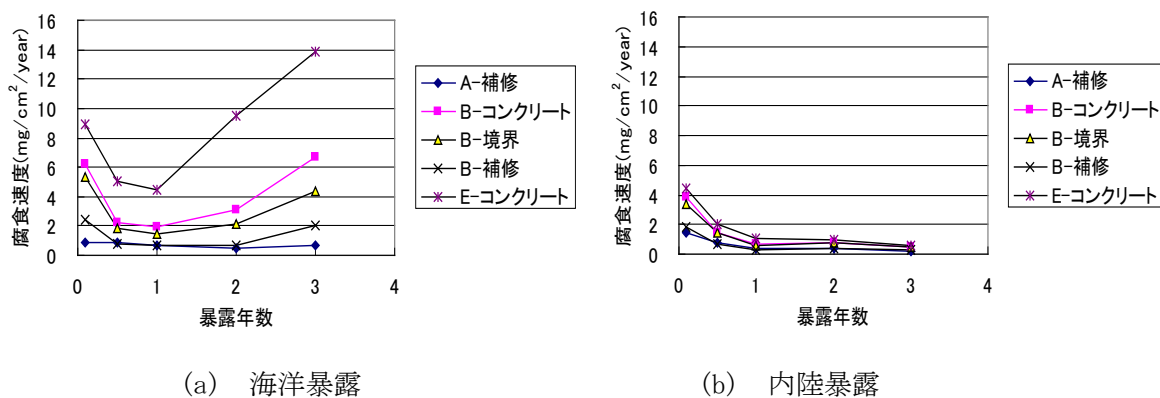 腐食速度(mg/cm²/year)
16
14
12
10
8
6
4
2
0
0 1 2 3 4
暴露年数
A-補修
B-コンクリート
B-境界
B-補修
E-コンクリート
(a) 海洋暴露
腐食速度(mg/cm²/year)
16
14
12
10
8
6
4
2
0
0 1 2 3 4
暴露年数
A-補修
B-コンクリート
B-境界
B-補修
E-コンクリート
(b) 内陸暴露